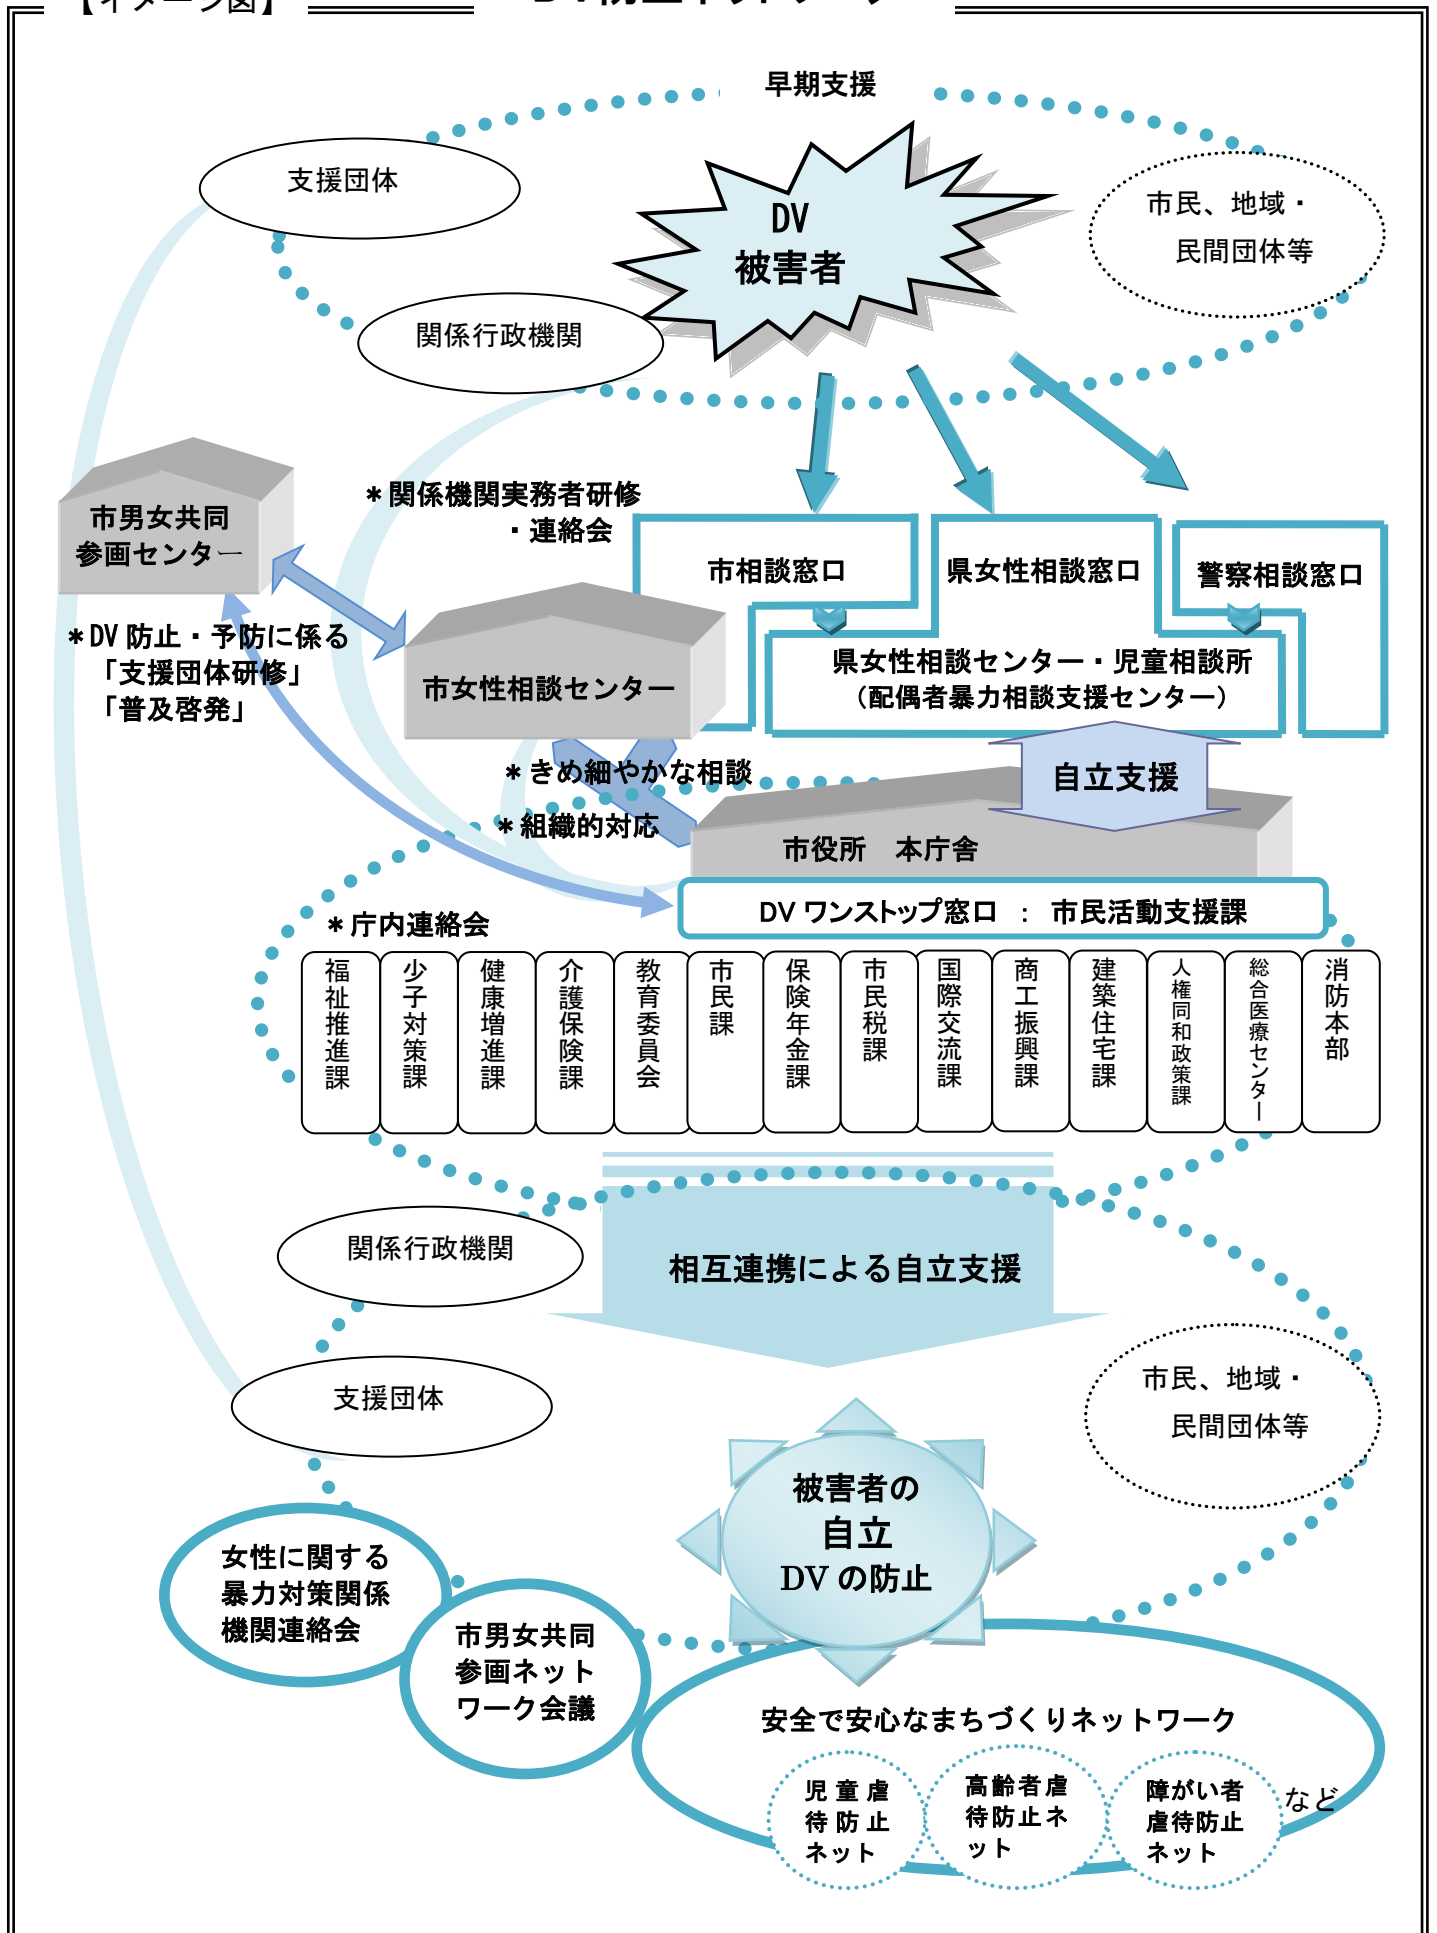 【イメージ図】
早期支援
支援団体
DV
被害者
市民、地域・
民間団体等
関係行政機関
市男女共同
参画センター
＊関係機関実務者研修
・連絡会
市相談窓口
県女性相談窓口
警察相談窓口
＊DV防止・予防に係る
「支援団体研修」
「普及啓発」
市女性相談センター
県女性相談センター・児童相談所
（配偶者暴力相談支援センター）
＊きめ細やかな相談
自立支援
＊組織的対応
市役所　本庁舎
DVワンストップ窓口　：　市民活動支援課
＊庁内連絡会
福祉推進課
少子対策課
健康増進課
介護保険課
教育委員会
市民課
保険年金課
市民税課
国際交流課
商工振興課
建築住宅課
人権同和政策課
総合医療センター
消防本部
関係行政機関
相互連携による自立支援
支援団体
市民、地域・
民間団体等
被害者の
自立
DVの防止
女性に関する
暴力対策関係
機関連絡会
市男女共同
参画ネット
ワーク会議
安全で安心なまちづくりネットワーク
児童虐
待防止
ネット
高齢者虐
待防止ネ
ット
障がい者
虐待防止
ネット
など